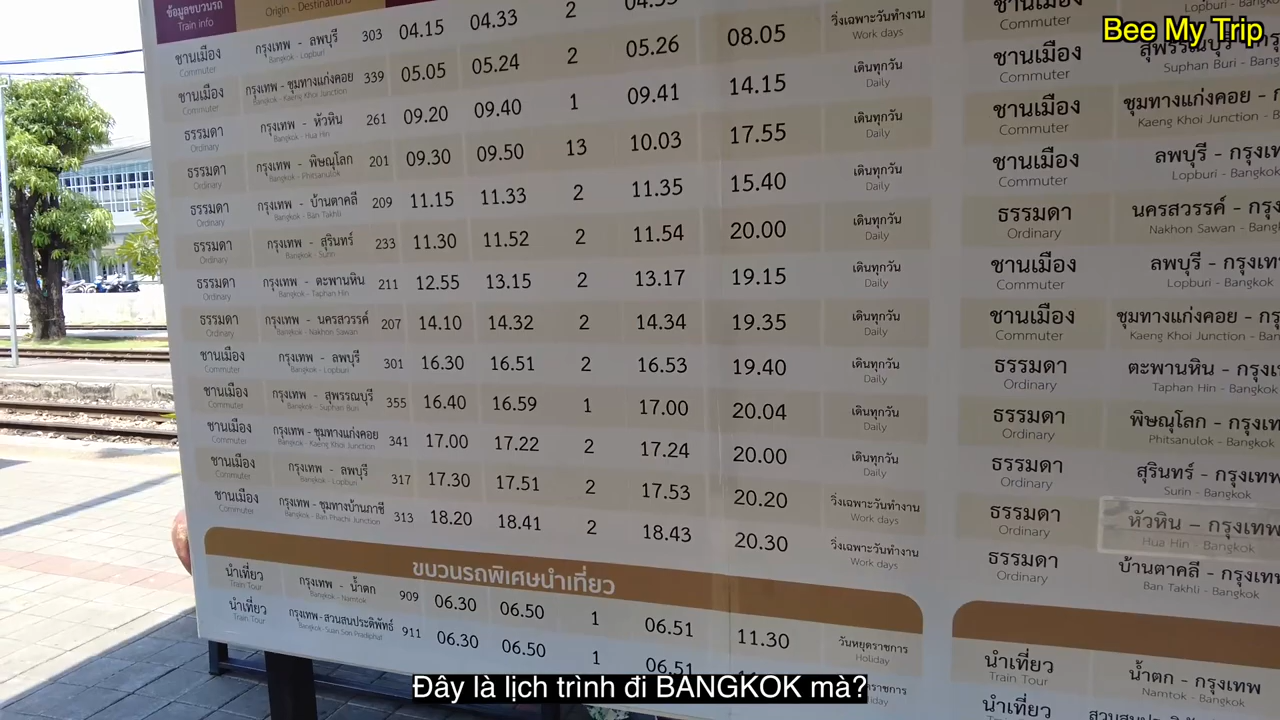 Bee My Trip
ข้อมูลขบวนรถ
Train Info
Origin - Destinations
ชานเมือง Commuter กรุงเทพ - ลพบุรี Bangkok - Lopburi 303 04.15 04.33 2 04.35 08.05 วิ่งเฉพาะวันทำงาน Work days
ชานเมือง Commuter กรุงเทพ - ชุมทางแก่งคอย Bangkok - Kaeng Khoi Junction 339 05.05 05.24 2 05.26 เดินทุกวัน Daily
ธรรมดา Ordinary กรุงเทพ - หัวหิน Bangkok - Hua Hin 261 09.20 09.40 1 09.41 14.15 เดินทุกวัน Daily
ธรรมดา Ordinary กรุงเทพ - พิษณุโลก Bangkok - Phitsanulok 201 09.30 09.50 13 10.03 17.55 เดินทุกวัน Daily
ธรรมดา Ordinary กรุงเทพ - บ้านตาคลี Bangkok - Ban Takhli 209 11.15 11.33 2 11.35 15.40 เดินทุกวัน Daily
ธรรมดา Ordinary กรุงเทพ - สุรินทร์ Bangkok - Surin 233 11.30 11.52 2 11.54 20.00 เดินทุกวัน Daily
ธรรมดา Ordinary กรุงเทพ - ตะพานหิน Bangkok - Taphan Hin 211 12.55 13.15 2 13.17 19.15 เดินทุกวัน Daily
ธรรมดา Ordinary กรุงเทพ - นครสวรรค์ Bangkok - Nakhon Sawan 207 14.10 14.32 2 14.34 19.35 เดินทุกวัน Daily
ชานเมือง Commuter กรุงเทพ - ลพบุรี Bangkok - Lopburi 301 16.30 16.51 2 16.53 19.40 เดินทุกวัน Daily
ชานเมือง Commuter กรุงเทพ - สุพรรณบุรี Bangkok - Suphan Buri 355 16.40 16.59 1 17.00 20.04 เดินทุกวัน Daily
ชานเมือง Commuter กรุงเทพ - ชุมทางแก่งคอย Bangkok - Kaeng Khoi Junction 341 17.00 17.22 2 17.24 20.00 เดินทุกวัน Daily
ชานเมือง Commuter กรุงเทพ - ลพบุรี Bangkok - Lopburi 317 17.30 17.51 2 17.53 20.20 วิ่งเฉพาะวันทำงาน Work days
ชานเมือง Commuter กรุงเทพ - ชุมทางบ้านภาชี Bangkok - Ban Phachi Junction 313 18.20 18.41 2 18.43 20.30 วิ่งเฉพาะวันทำงาน Work days
ขบวนรถพิเศษนำเที่ยว
นำเที่ยว Train Tour กรุงเทพ - น้ำตก Bangkok - Namtok 909 06.30 06.50 1 06.51 11.30 วันหยุดราชการ Holiday
นำเที่ยว Train Tour กรุงเทพ-สวนสนประดิพัทธ์ Bangkok - Suan Son Pradiphat 911 06.30 06.50 1 06.51
ชานเมือง Commuter Lopburi - Bang
ชานเมือง Commuter สุพรรณบุรี - Suphan Buri - Bang
ชานเมือง Commuter ชุมทางแก่งคอย - Kaeng Khoi Junction -
ชานเมือง Commuter ลพบุรี - กรุง Lopburi - Bangkok
ธรรมดา Ordinary นครสวรรค์ - กรุ Nakhon Sawan - Bang
ชานเมือง Commuter ลพบุรี - กรุง Lopburi - Bangkok
ชานเมือง Commuter ชุมทางแก่งคอย - ก Kaeng Khoi Junction - Ba
ธรรมดา Ordinary ตะพานหิน - กรุงเ Taphan Hin - Bangkok
ธรรมดา Ordinary พิษณุโลก - กรุงเท Phitsanulok - Bangkok
ธรรมดา Ordinary สุรินทร์ - กรุงเทพ Surin - Bangkok
ธรรมดา Ordinary หัวหิน – กรุงเทพ Hua Hin - Bangkok
ธรรมดา Ordinary บ้านตาคลี - กรุงเท Ban Takhli - Bangkok
นำเที่ยว Train Tour น้ำตก - กรุงเทพ Namtok - Bangkok
นำเที่ยว Train Tour
Đây là lịch trình đi BANGKOK mà?